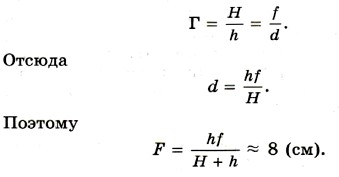 Γ = H/h = f/d.
Отсюда
d = hf/H.
Поэтому
F = hf/(H + h) ≈ 8 (см).